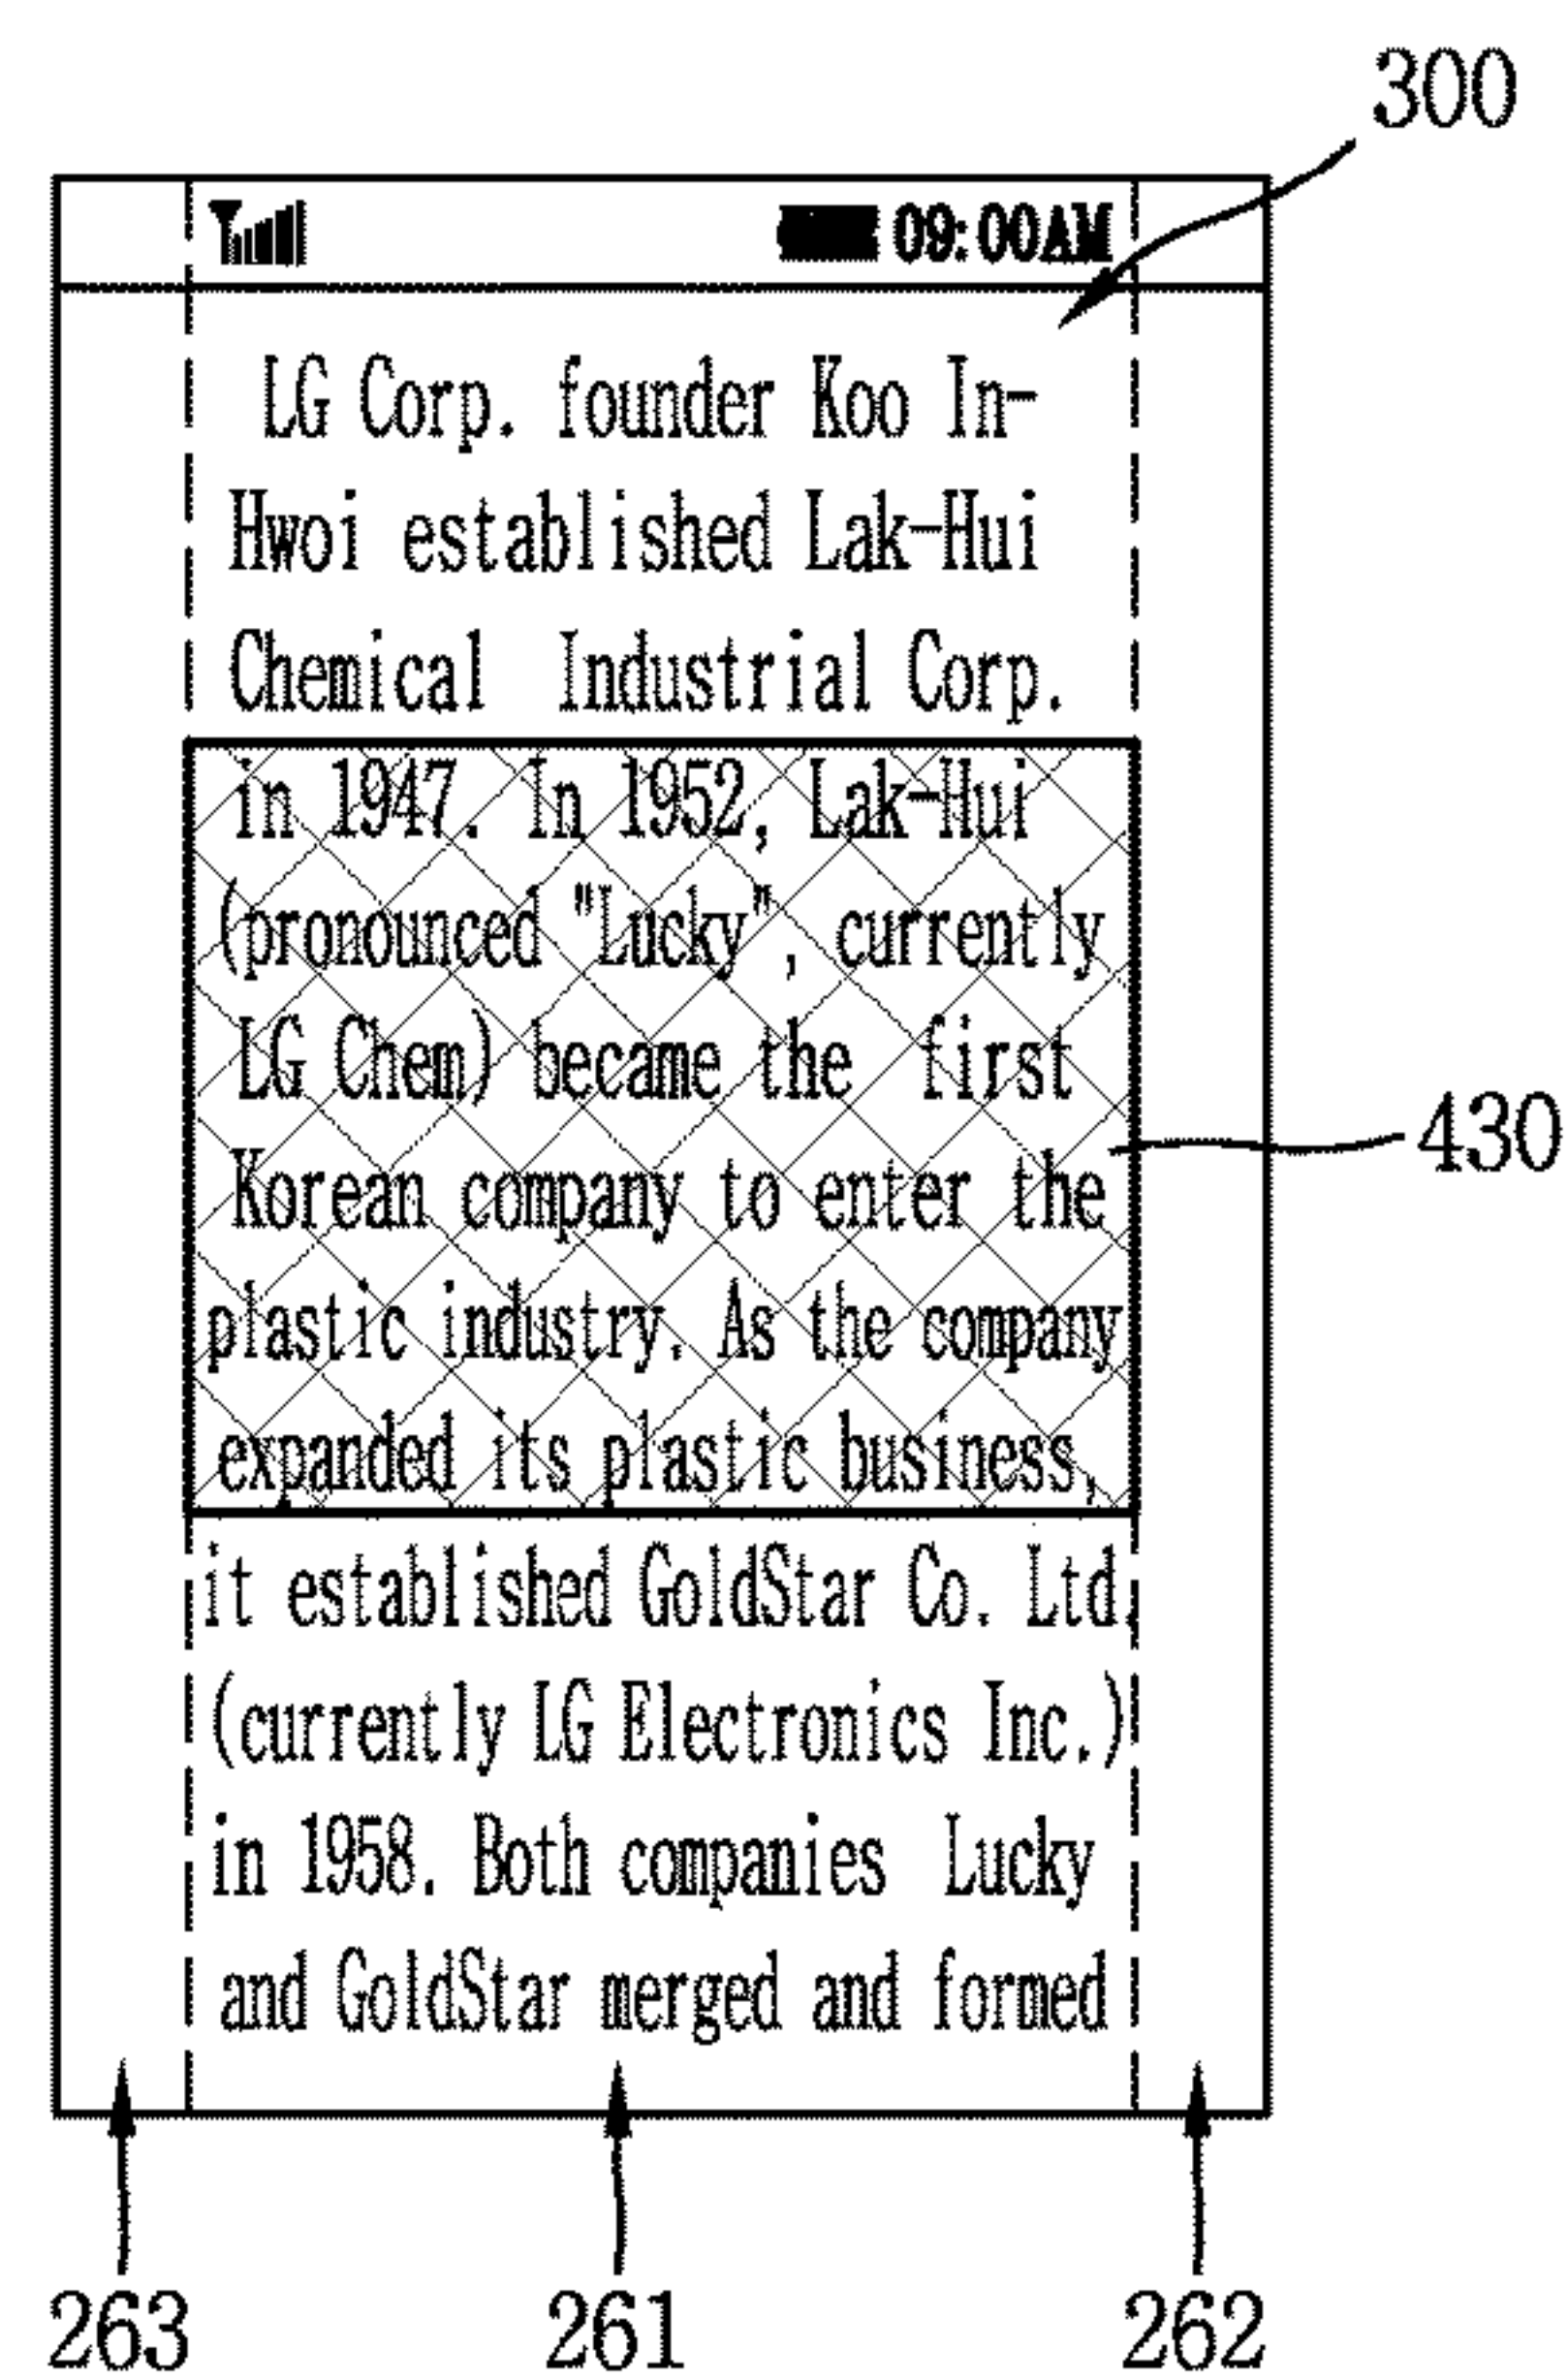 300
09:00AM
LG Corp. founder Koo In-
Hwoi established Lak-Hui
Chemical Industrial Corp.
in 1947. In 1952, Lak-Hui
(pronounced "Lucky", currently
LG Chem) became the first
Korean company to enter the
plastic industry. As the company
expanded its plastic business,
it established GoldStar Co. Ltd.
(currently LG Electronics Inc.)
in 1958. Both companies Lucky
and GoldStar merged and formed
430
263 261 262